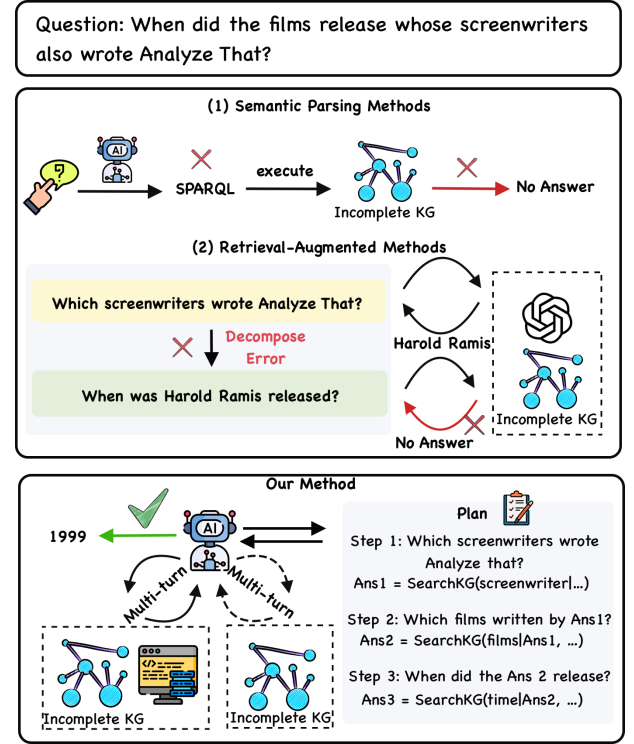 Question: When did the films release whose screenwriters
also wrote Analyze That?
(1) Semantic Parsing Methods
?
AI
SPARQL
execute
Incomplete KG
No Answer
(2) Retrieval-Augmented Methods
Which screenwriters wrote Analyze That?
Decompose
Error
When was Harold Ramis released?
Harold Ramis
No Answer
Incomplete KG
Our Method
1999
AI
Multi-turn
Multi-turn
</>
Incomplete KG
Incomplete KG
Plan
Step 1: Which screenwriters wrote
Analyze that?
Ans1 = SearchKG(screenwriter|...)
Step 2: Which films written by Ans1?
Ans2 = SearchKG(films|Ans1, ...)
Step 3: When did the Ans 2 release?
Ans3 = SearchKG(time|Ans2, ...)